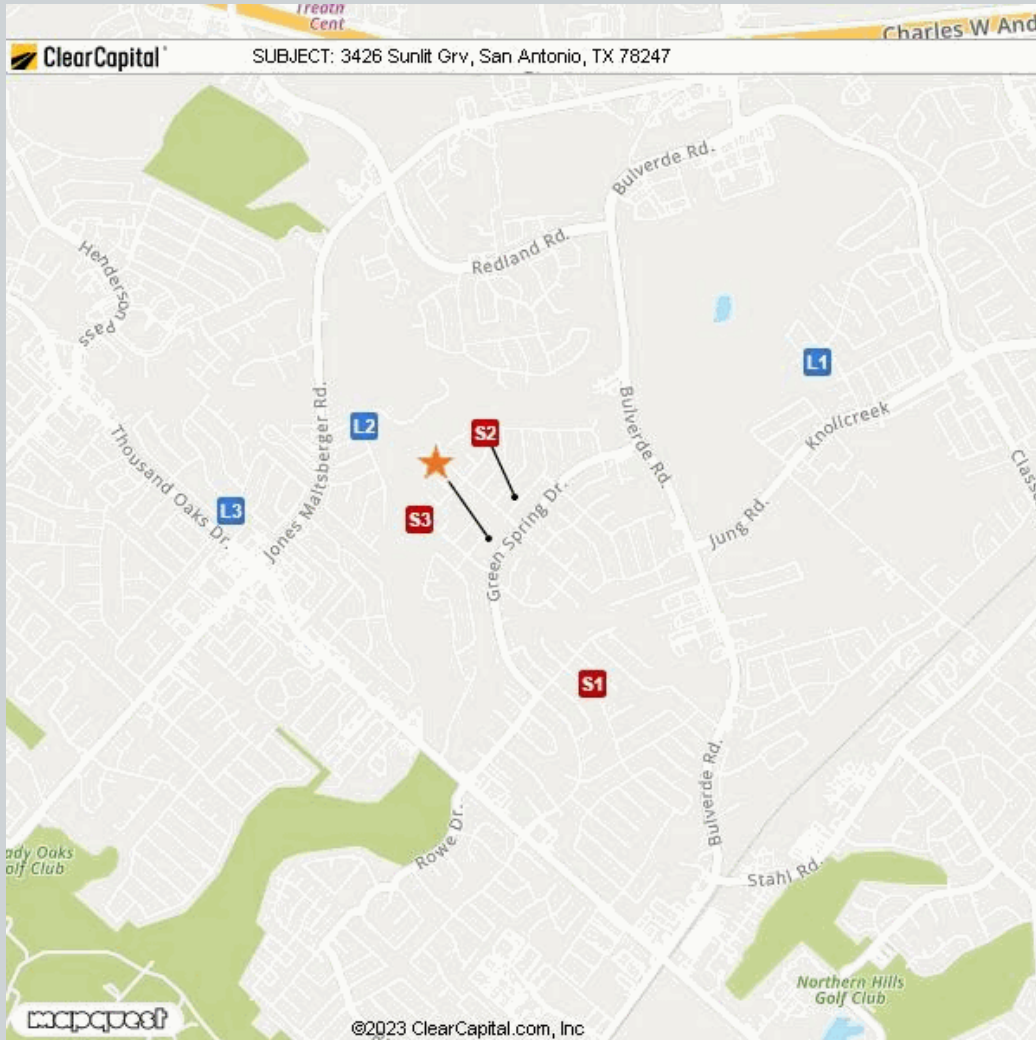 Cent
Charles W And
ClearCapital
SUBJECT: 3426 Sunlit Grv, San Antonio, TX 78247
Bulverde Rd.
Henderson Pass
Redland Rd.
L1
Jones Maltsberger Rd.
Bulverde Rd.
Knollcreek
L2
S2
Thousand Oaks Dr.
Class
L3
S3
Green Spring Dr.
Jung Rd.
S1
Bulverde Rd.
Rowe Dr.
ady Oaks
olf Club
Stahl Rd.
Northern Hills
Golf Club
mapquest
©2023 ClearCapital.com, Inc